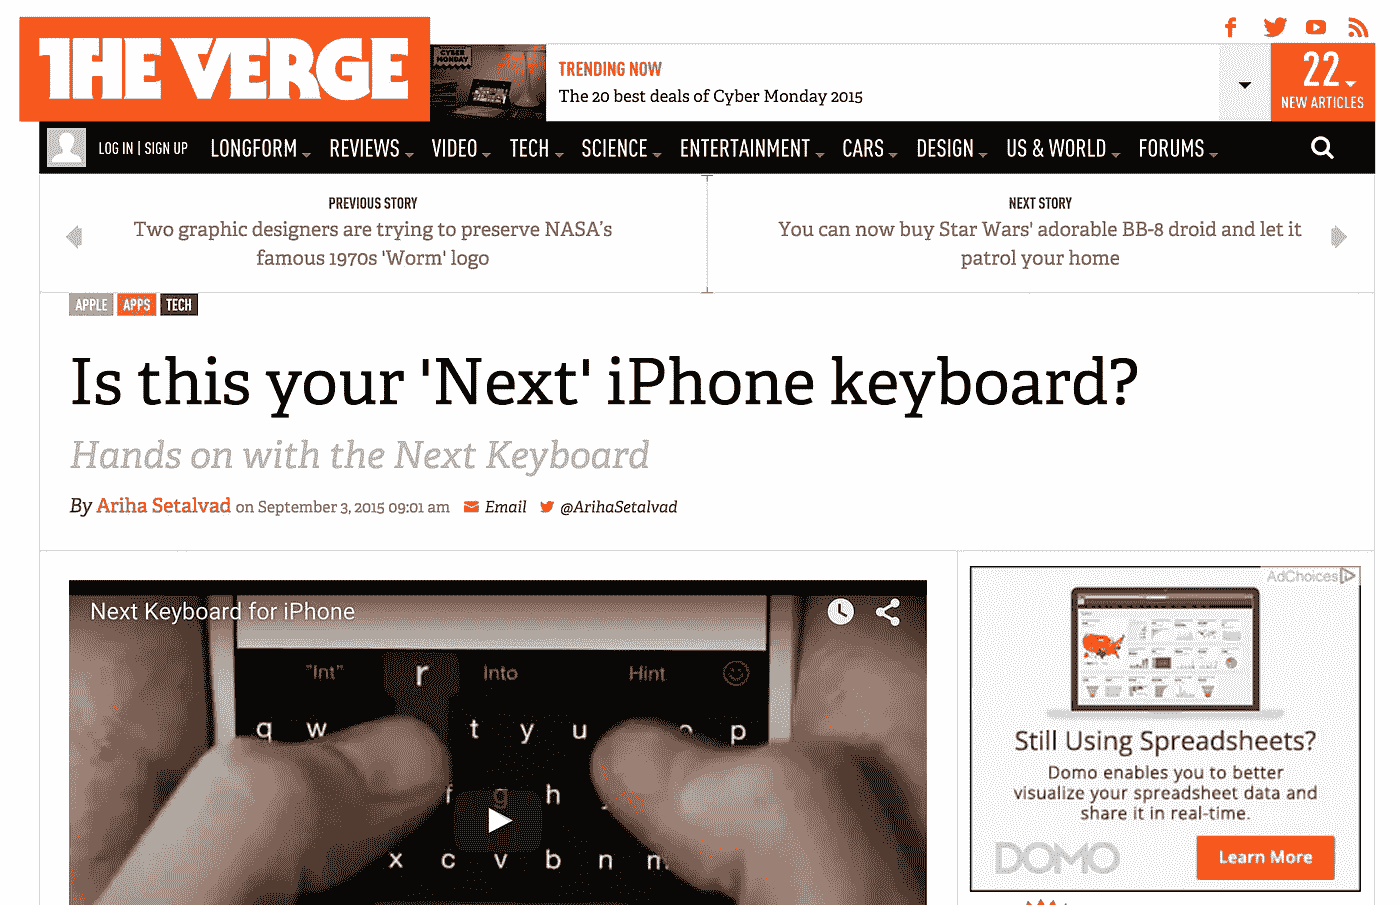 THE VERGE
CYBER MONDAY
TRENDING NOW
The 20 best deals of Cyber Monday 2015
22
NEW ARTICLES
LOG IN | SIGN UP LONGFORM REVIEWS VIDEO TECH SCIENCE ENTERTAINMENT CARS DESIGN US & WORLD FORUMS
PREVIOUS STORY
Two graphic designers are trying to preserve NASA's
famous 1970s 'Worm' logo
NEXT STORY
You can now buy Star Wars' adorable BB-8 droid and let it
patrol your home
APPLE APPS TECH
Is this your 'Next' iPhone keyboard?
Hands on with the Next Keyboard
By Ariha Setalvad on September 3, 2015 09:01 am Email @ArihaSetalvad
Next Keyboard for iPhone
"Int" r Into Hint
q w t y u p
f g h
x c v b n m
AdChoices
Still Using Spreadsheets?
Domo enables you to better
visualize your spreadsheet data and
share it in real-time.
DOMO
Learn More